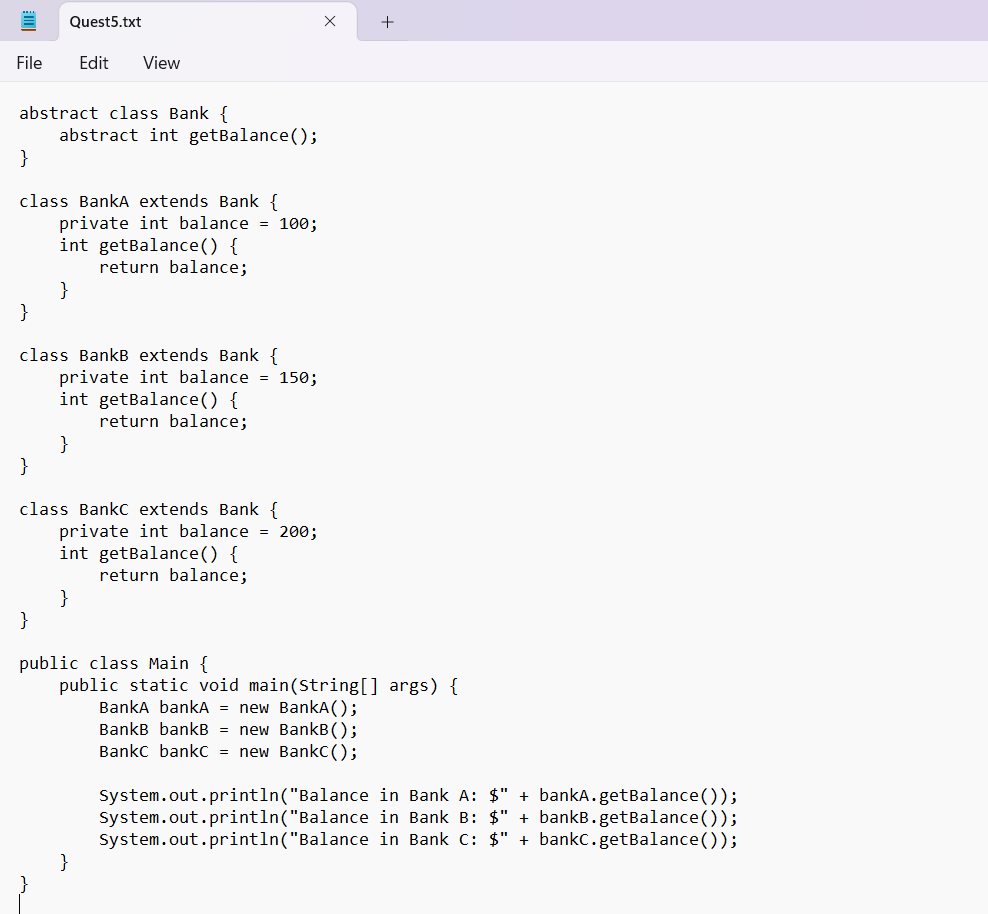 Quest5.txt
File Edit View
abstract class Bank {
    abstract int getBalance();
}

class BankA extends Bank {
    private int balance = 100;
    int getBalance() {
        return balance;
    }
}

class BankB extends Bank {
    private int balance = 150;
    int getBalance() {
        return balance;
    }
}

class BankC extends Bank {
    private int balance = 200;
    int getBalance() {
        return balance;
    }
}

public class Main {
    public static void main(String[] args) {
        BankA bankA = new BankA();
        BankB bankB = new BankB();
        BankC bankC = new BankC();

        System.out.println("Balance in Bank A: $" + bankA.getBalance());
        System.out.println("Balance in Bank B: $" + bankB.getBalance());
        System.out.println("Balance in Bank C: $" + bankC.getBalance());
    }
}